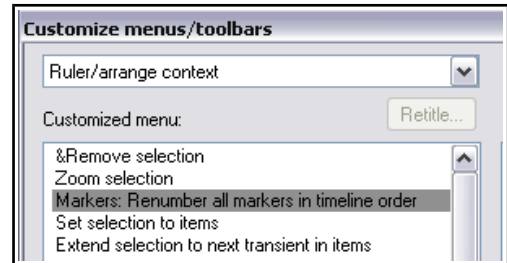 Customize menus/toolbars
Ruler/arrange context
Customized menu:
Retitle...
&Remove selection
Zoom selection
Markers: Renumber all markers in timeline order
Set selection to items
Extend selection to next transient in items